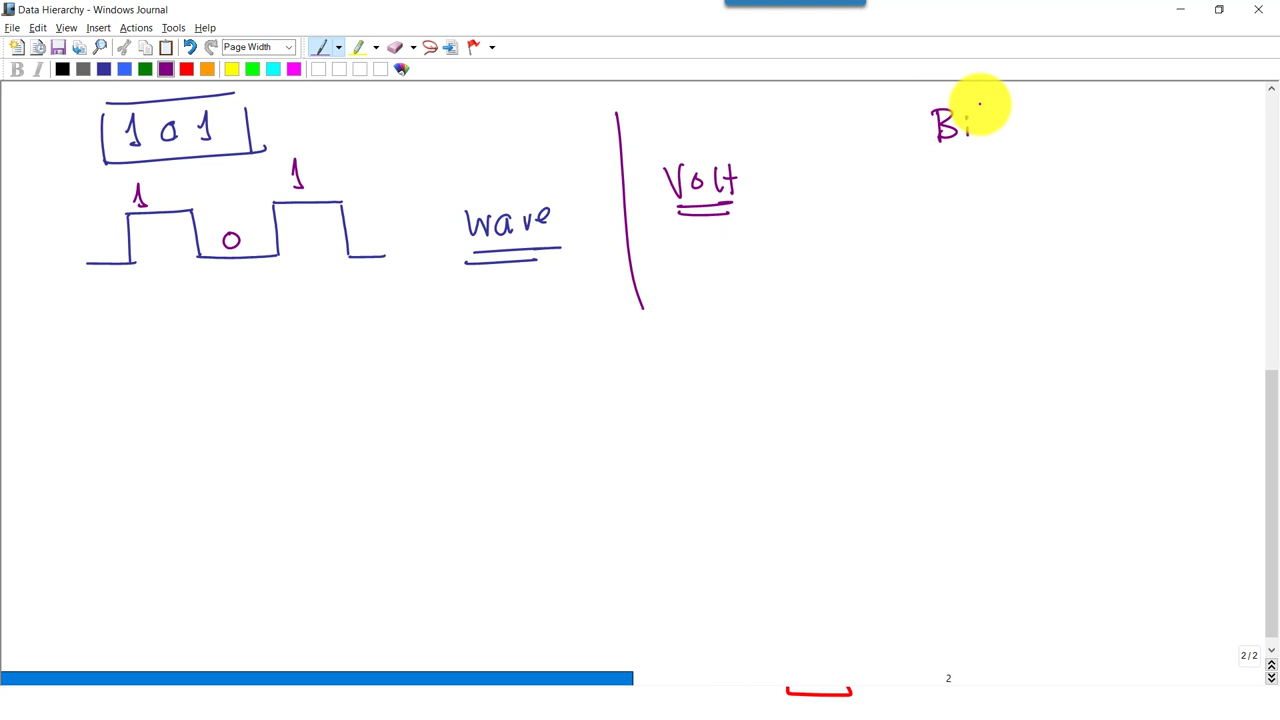 Data Hierarchy - Windows Journal
File Edit View Insert Actions Tools Help
Page Width
B I
1 0 1
Bi
Volt
1 1
0
wave
2 / 2
2